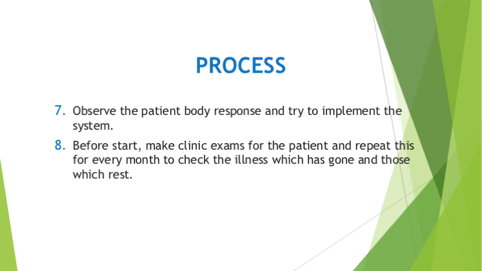 PROCESS
7. Observe the patient body response and try to implement the
system.
8. Before start, make clinic exams for the patient and repeat this
for every month to check the illness which has gone and those
which rest.